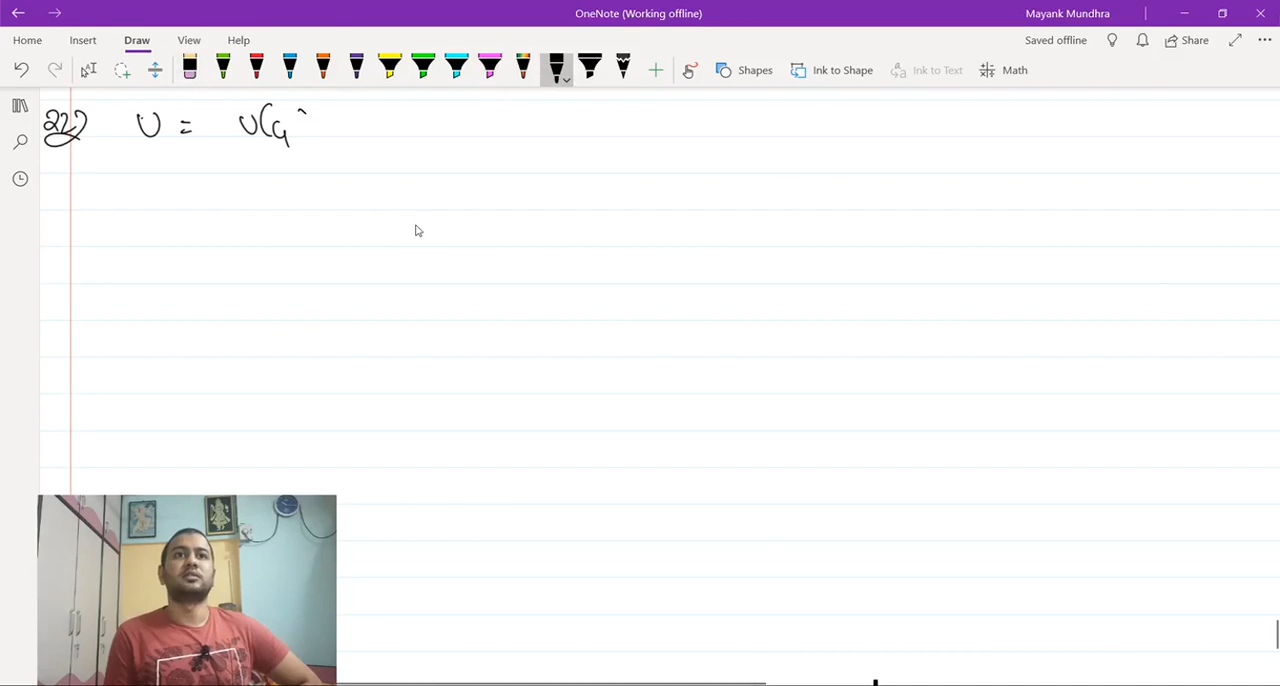 OneNote (Working offline)
Mayank Mundhra
Home Insert Draw View Help
Saved offline
Share
Shapes
Ink to Shape
Ink to Text
Math
22) U = U(G